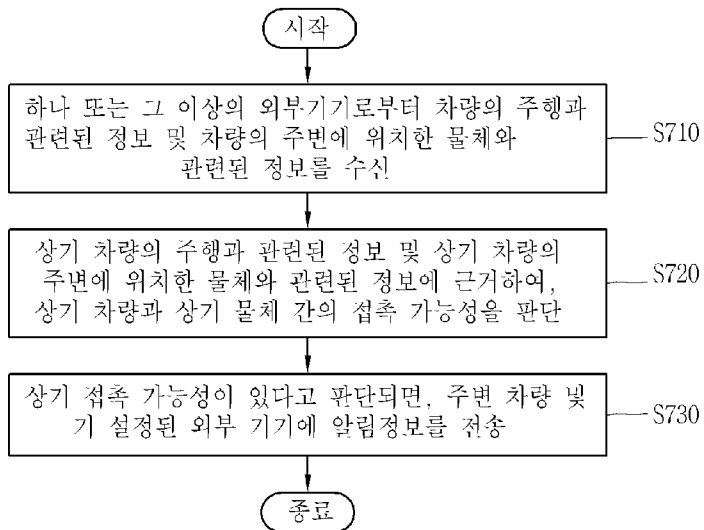 시작
하나 또는 그 이상의 외부기기로부터 차량의 주행과
관련된 정보 및 차량의 주변에 위치한 물체와
관련된 정보를 수신
S710
상기 차량의 주행과 관련된 정보 및 상기 차량의
주변에 위치한 물체와 관련된 정보에 근거하여,
상기 차량과 상기 물체 간의 접촉 가능성을 판단
S720
상기 접촉 가능성이 있다고 판단되면, 주변 차량 및
기 설정된 외부 기기에 알림정보를 전송
S730
종료